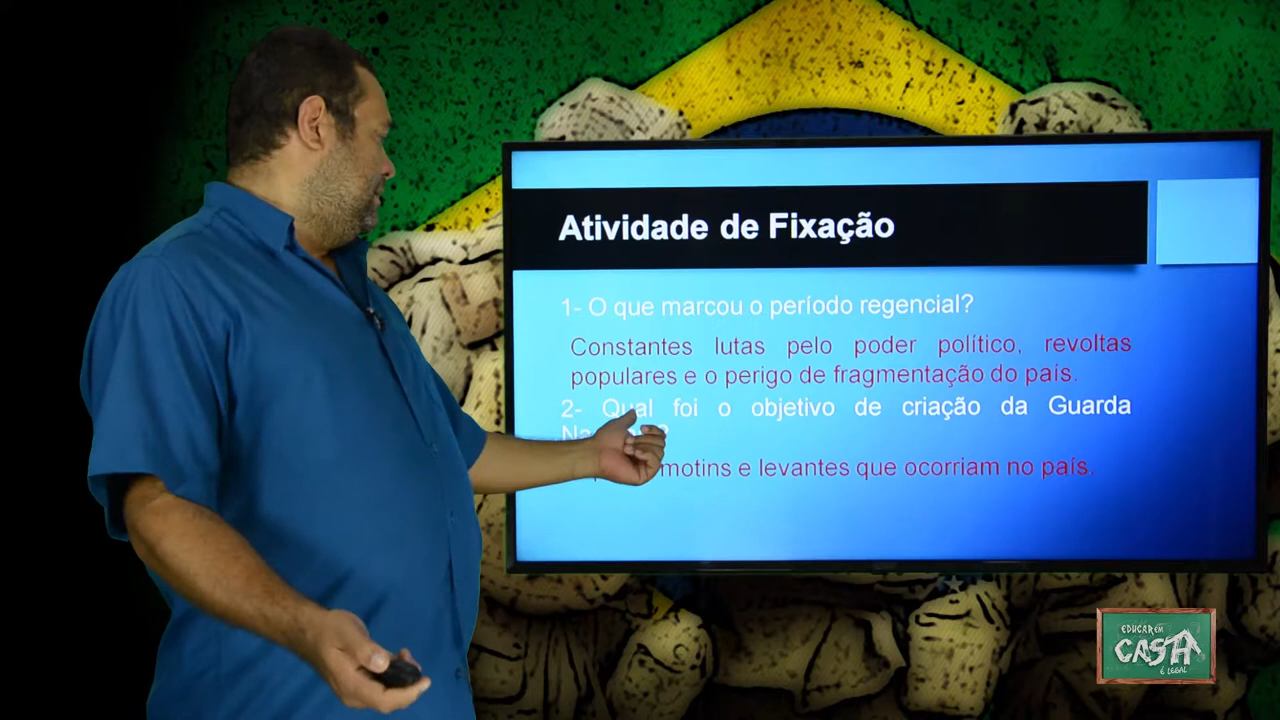 Atividade de Fixação
1- O que marcou o período regencial?
Constantes lutas pelo poder político, revoltas
populares e o perigo de fragmentação do país.
2- Qual foi o objetivo de criação da Guarda
motins e levantes que ocorriam no país.
EDUCAR EM
CASA
É LEGAL